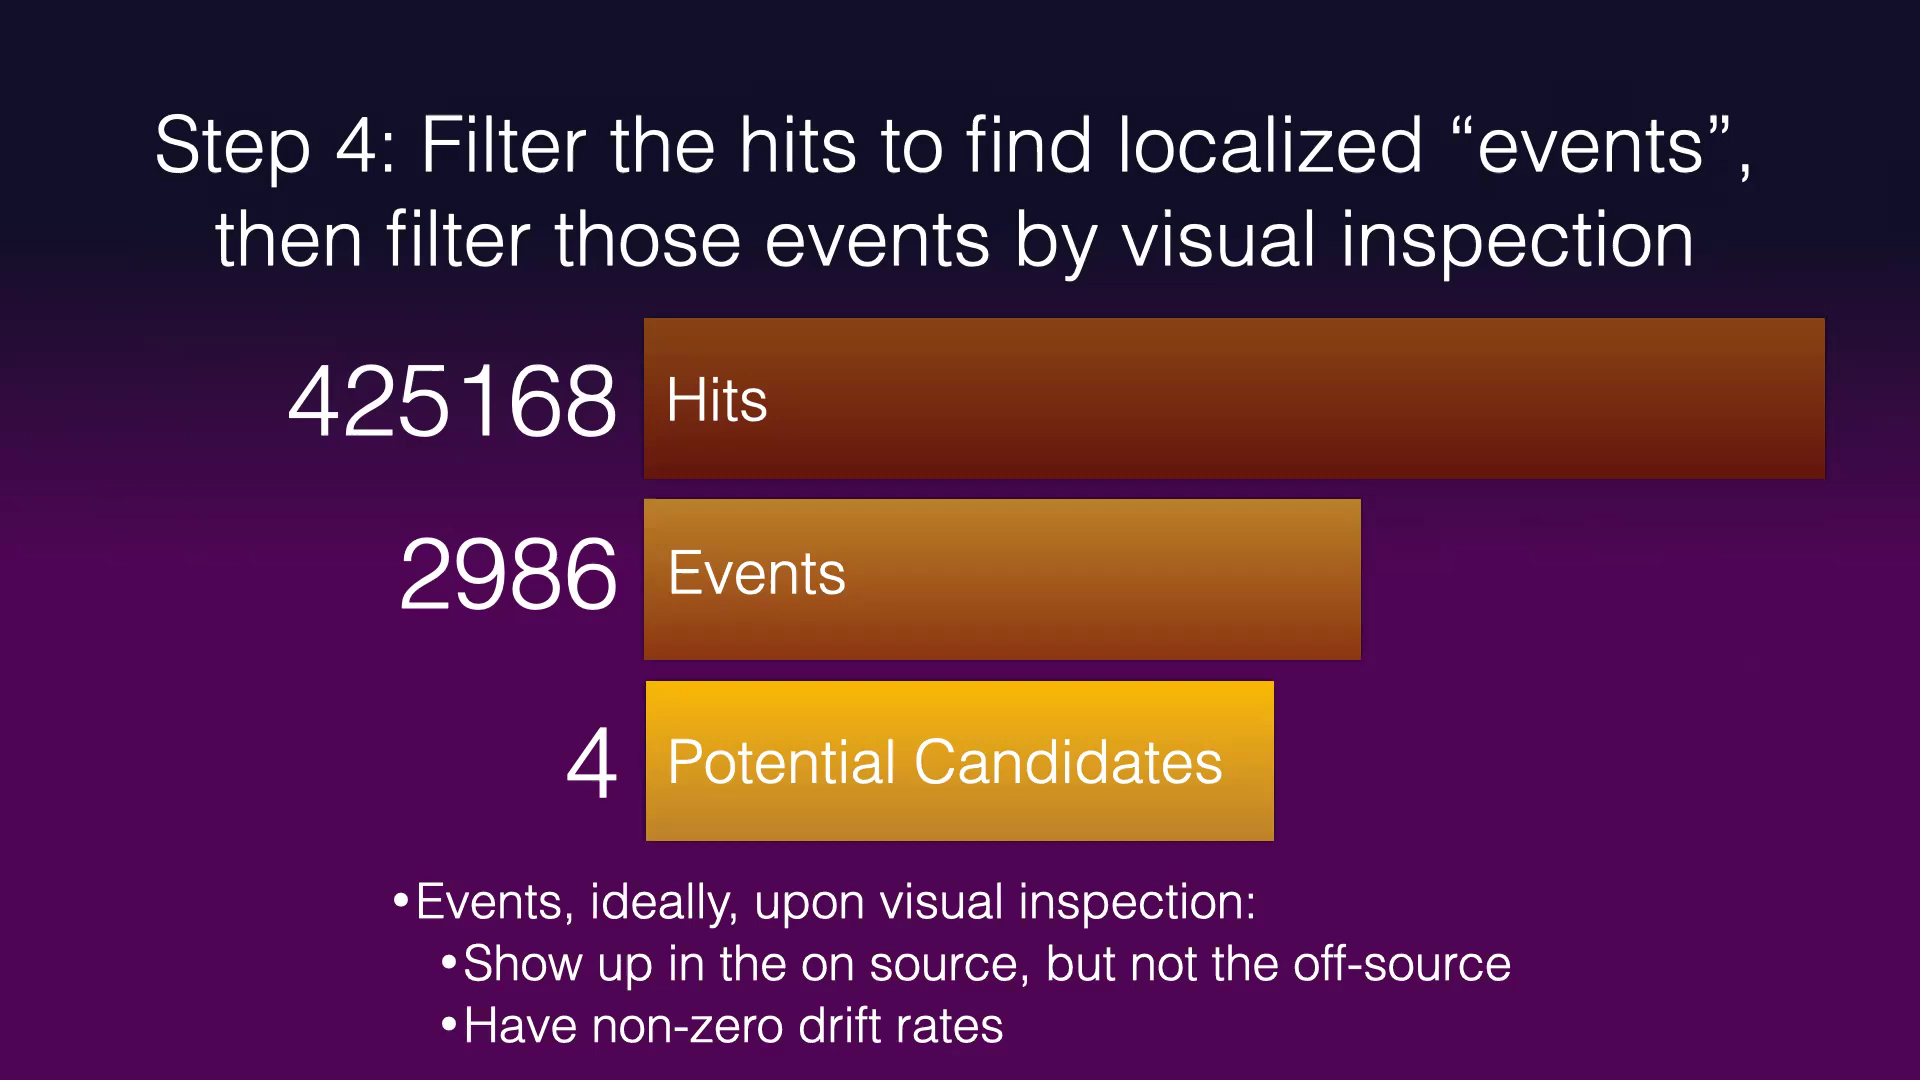 Step 4: Filter the hits to find localized “events”,
then filter those events by visual inspection
425168 Hits
2986 Events
4 Potential Candidates
•Events, ideally, upon visual inspection:
•Show up in the on source, but not the off-source
•Have non-zero drift rates